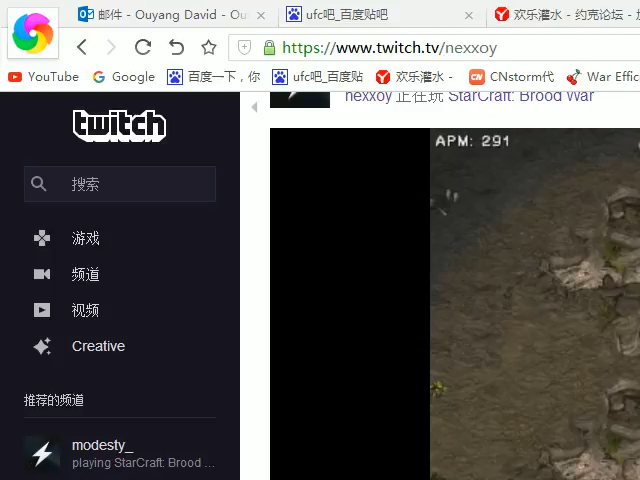 邮件 - Ouyang David - Ou
ufc吧_百度贴吧
欢乐灌水 - 约克论坛 -
https://www.twitch.tv/nexxoy
YouTube
Google
百度一下，你
ufc吧_百度贴
欢乐灌水 -
CNstorm代
War Effic
twitch
nexxoy 正在玩 StarCraft: Brood War
APM: 291
搜索
游戏
频道
视频
Creative
推荐的频道
modesty_
playing StarCraft: Brood ...